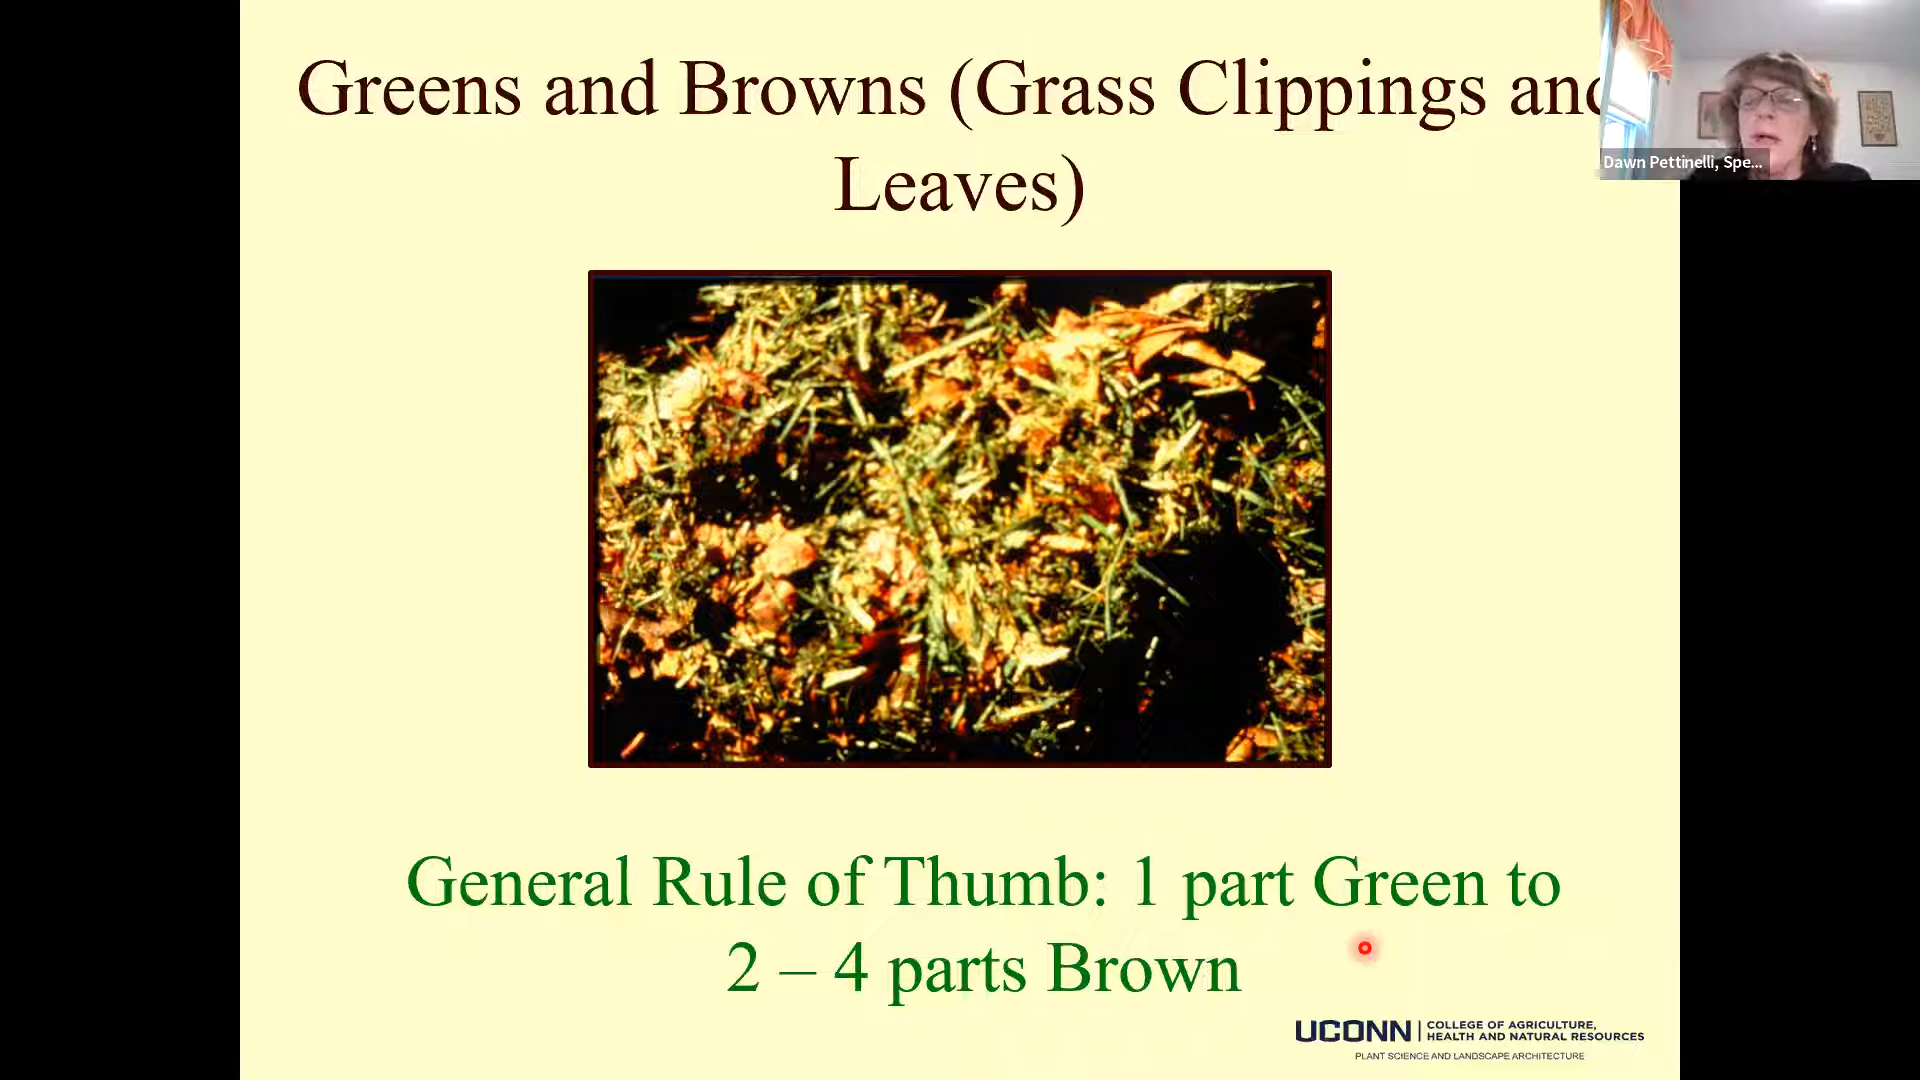 Greens and Browns (Grass Clippings and
Leaves)
Dawn Pettinelli, Spe...
General Rule of Thumb: 1 part Green to
2 – 4 parts Brown
UCONN
COLLEGE OF AGRICULTURE,
HEALTH AND NATURAL RESOURCES
PLANT SCIENCE AND LANDSCAPE ARCHITECTURE